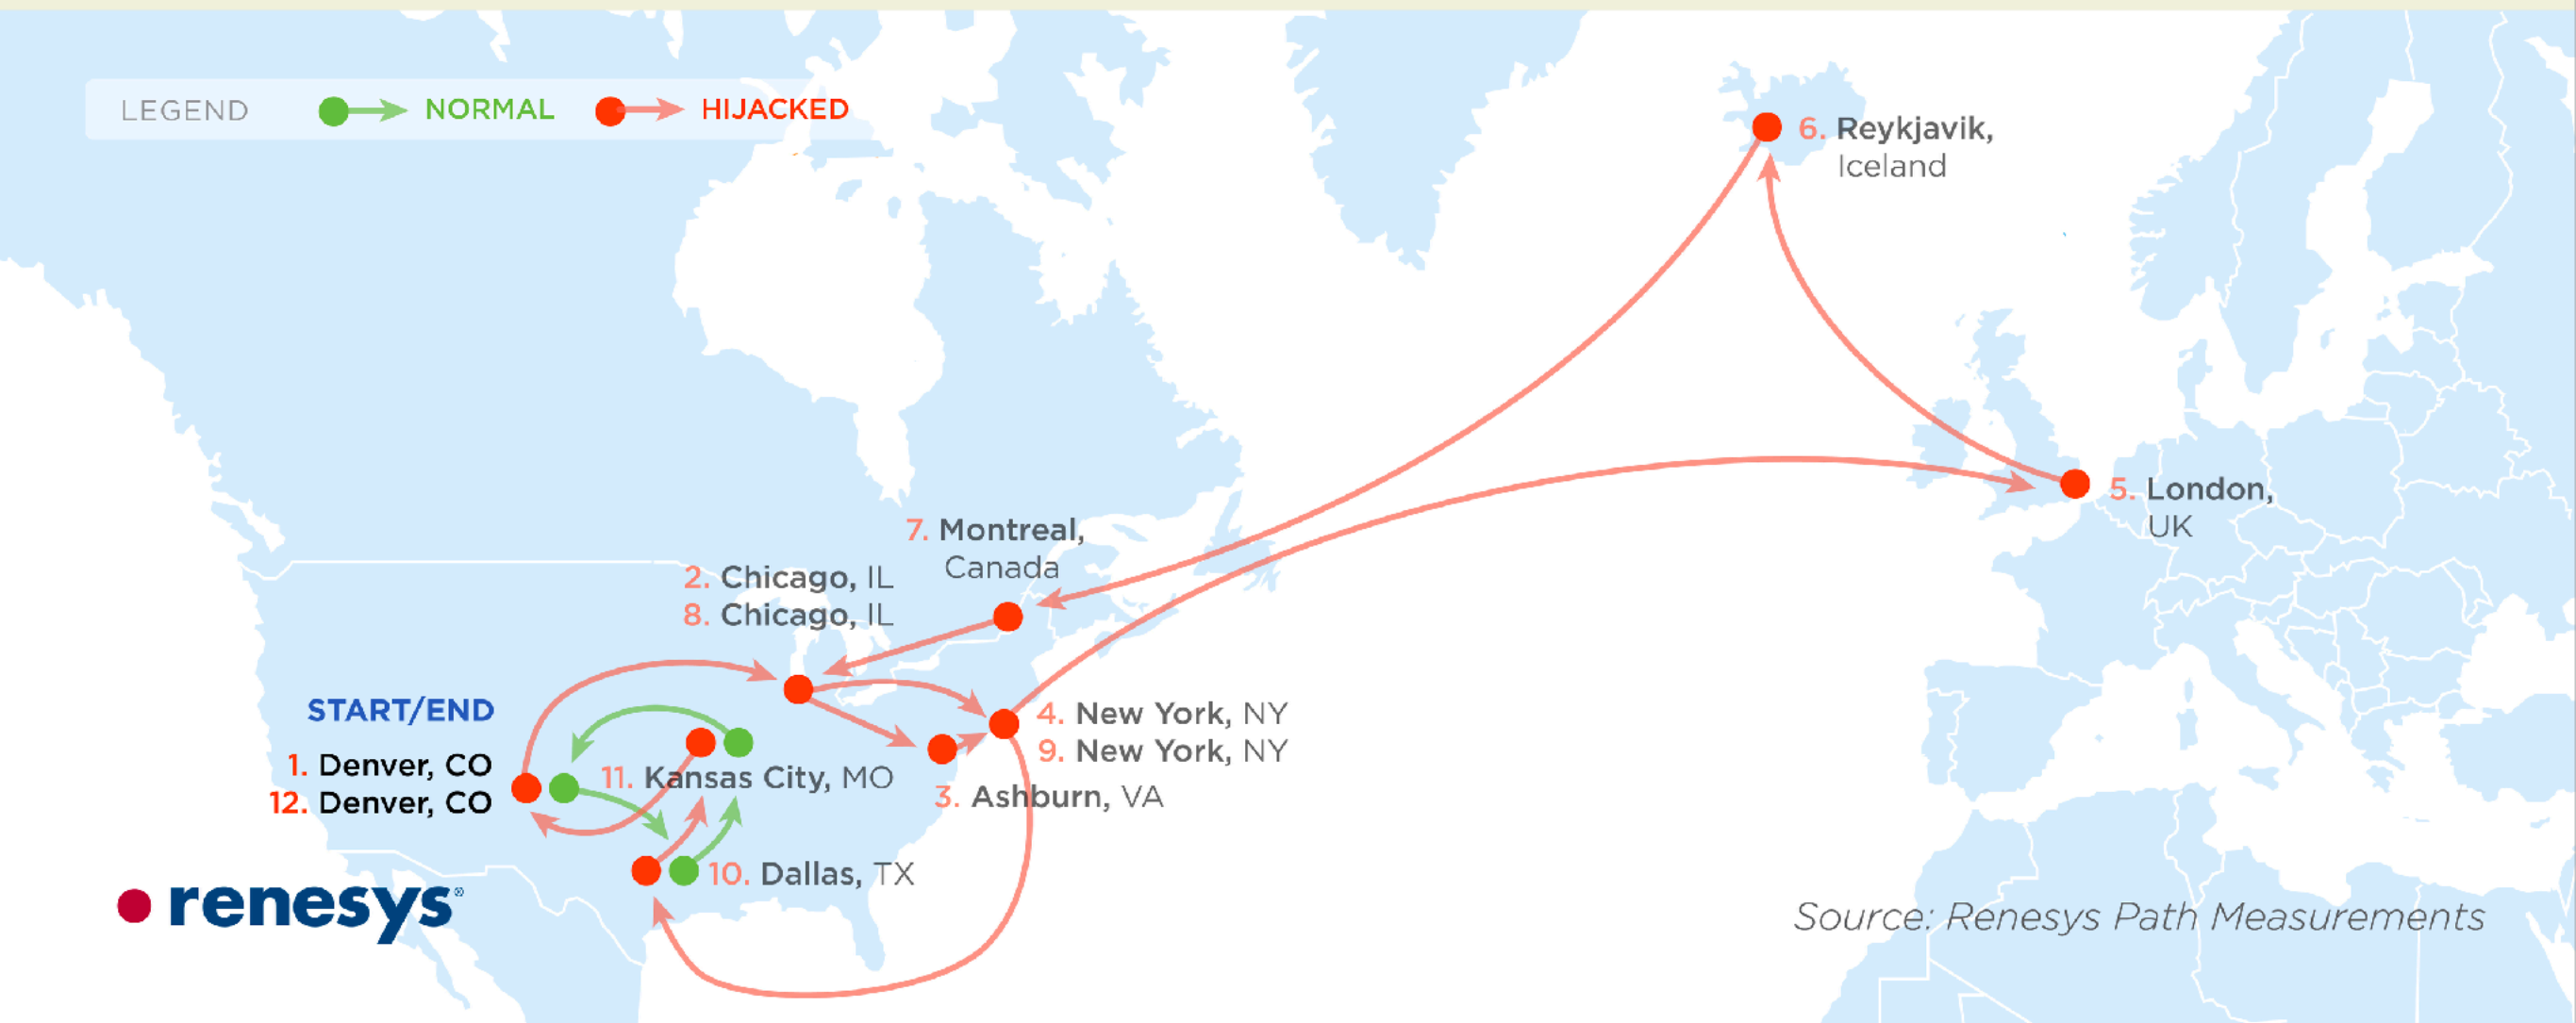 LEGEND NORMAL HIJACKED
6. Reykjavik,
Iceland
5. London,
UK
7. Montreal,
Canada
2. Chicago, IL
8. Chicago, IL
START/END
1. Denver, CO
12. Denver, CO
4. New York, NY
9. New York, NY
11. Kansas City, MO
3. Ashburn, VA
10. Dallas, TX
renesys®
Source: Renesys Path Measurements